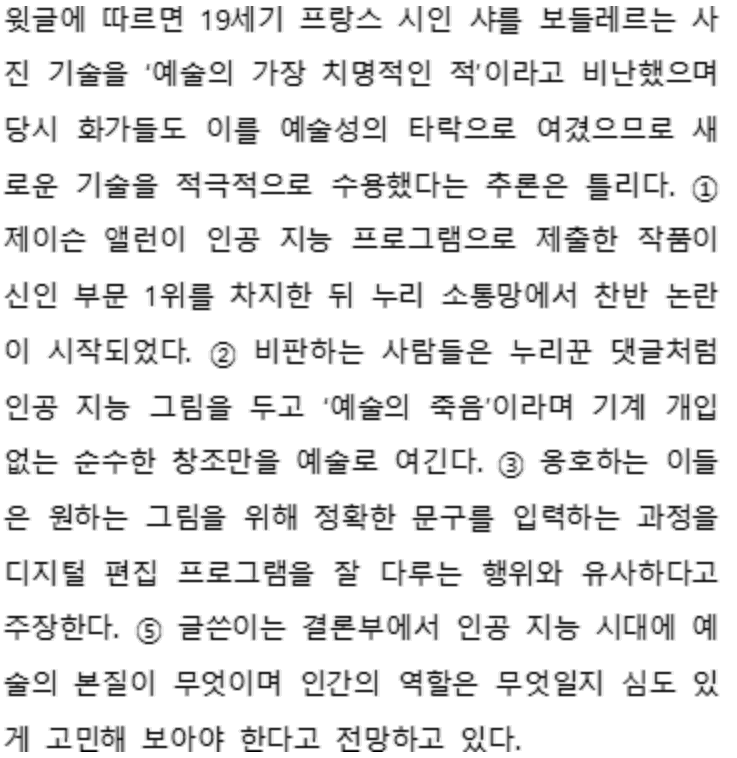 윗글에 따르면 19세기 프랑스 시인 샤를 보들레르는 사
진 기술을 ‘예술의 가장 치명적인 적’이라고 비난했으며
당시 화가들도 이를 예술성의 타락으로 여겼으므로 새
로운 기술을 적극적으로 수용했다는 추론은 틀리다. ①
제이슨 앨런이 인공 지능 프로그램으로 제출한 작품이
신인 부문 1위를 차지한 뒤 누리 소통망에서 찬반 논란
이 시작되었다. ② 비판하는 사람들은 누리꾼 댓글처럼
인공 지능 그림을 두고 ‘예술의 죽음’이라며 기계 개입
없는 순수한 창조만을 예술로 여긴다. ③ 옹호하는 이들
은 원하는 그림을 위해 정확한 문구를 입력하는 과정을
디지털 편집 프로그램을 잘 다루는 행위와 유사하다고
주장한다. ⑤ 글쓴이는 결론부에서 인공 지능 시대에 예
술의 본질이 무엇이며 인간의 역할은 무엇일지 심도 있
게 고민해 보아야 한다고 전망하고 있다.